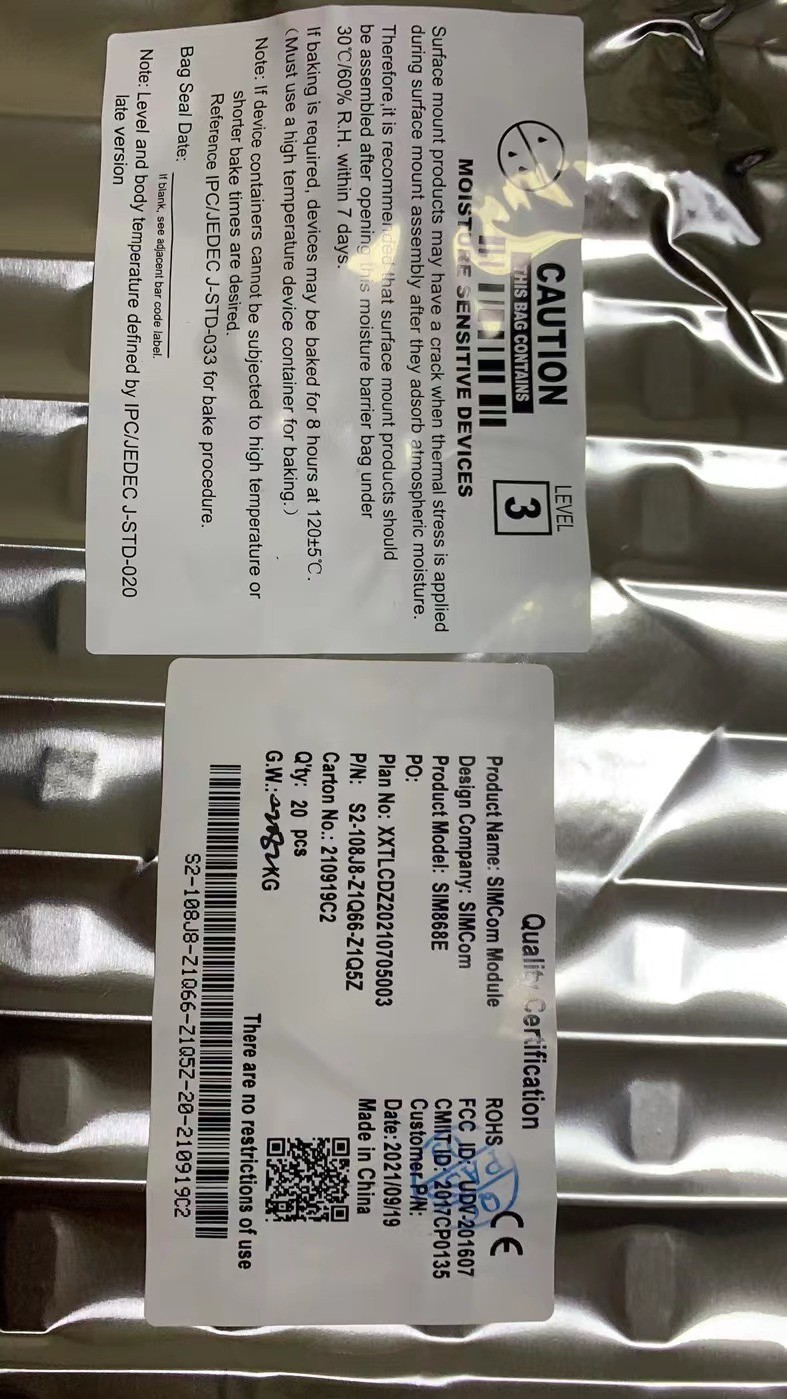 CAUTION
THIS BAG CONTAINS
LEVEL
3
MOISTURE SENSITIVE DEVICES
Surface mount products may have a crack when thermal stress is applied
during surface mount assembly after they adsorb atmospheric moisture.
Therefore,it is recommended that surface mount products should
be assembled after opening this moisture barrier bag under
30℃/60% R.H. within 7 days.
If baking is required, devices may be baked for 8 hours at 120±5℃.
(Must use a high temperature device container for baking.)
Note: If device containers cannot be subjected to high temperature or
shorter bake times are desired.
Reference IPC/JEDEC J-STD-033 for bake procedure.
Bag Seal Date:
If blank, see adjacent bar code label.
Note: Level and body temperature defined by IPC/JEDEC J-STD-020
late version
Quality Certification
Product Name: SIMCom Module
Design Company: SIMCom
Product Model: SIM868E
PO:
Plan No: XXTLCDZ20210705003
P/N: S2-108J8-Z1Q66-Z1Q5Z
Carton No.: 210919C2
Q'ty: 20 pcs
G.W.: KG
ROHS CE
FCC ID: 7UDV-201607
CMIIT ID: 2017CP0135
Customer P/N:
Date: 2021/09/19
Made in China
There are no restrictions of use
S2-108J8-Z1Q66-Z1Q5Z-20-210919C2